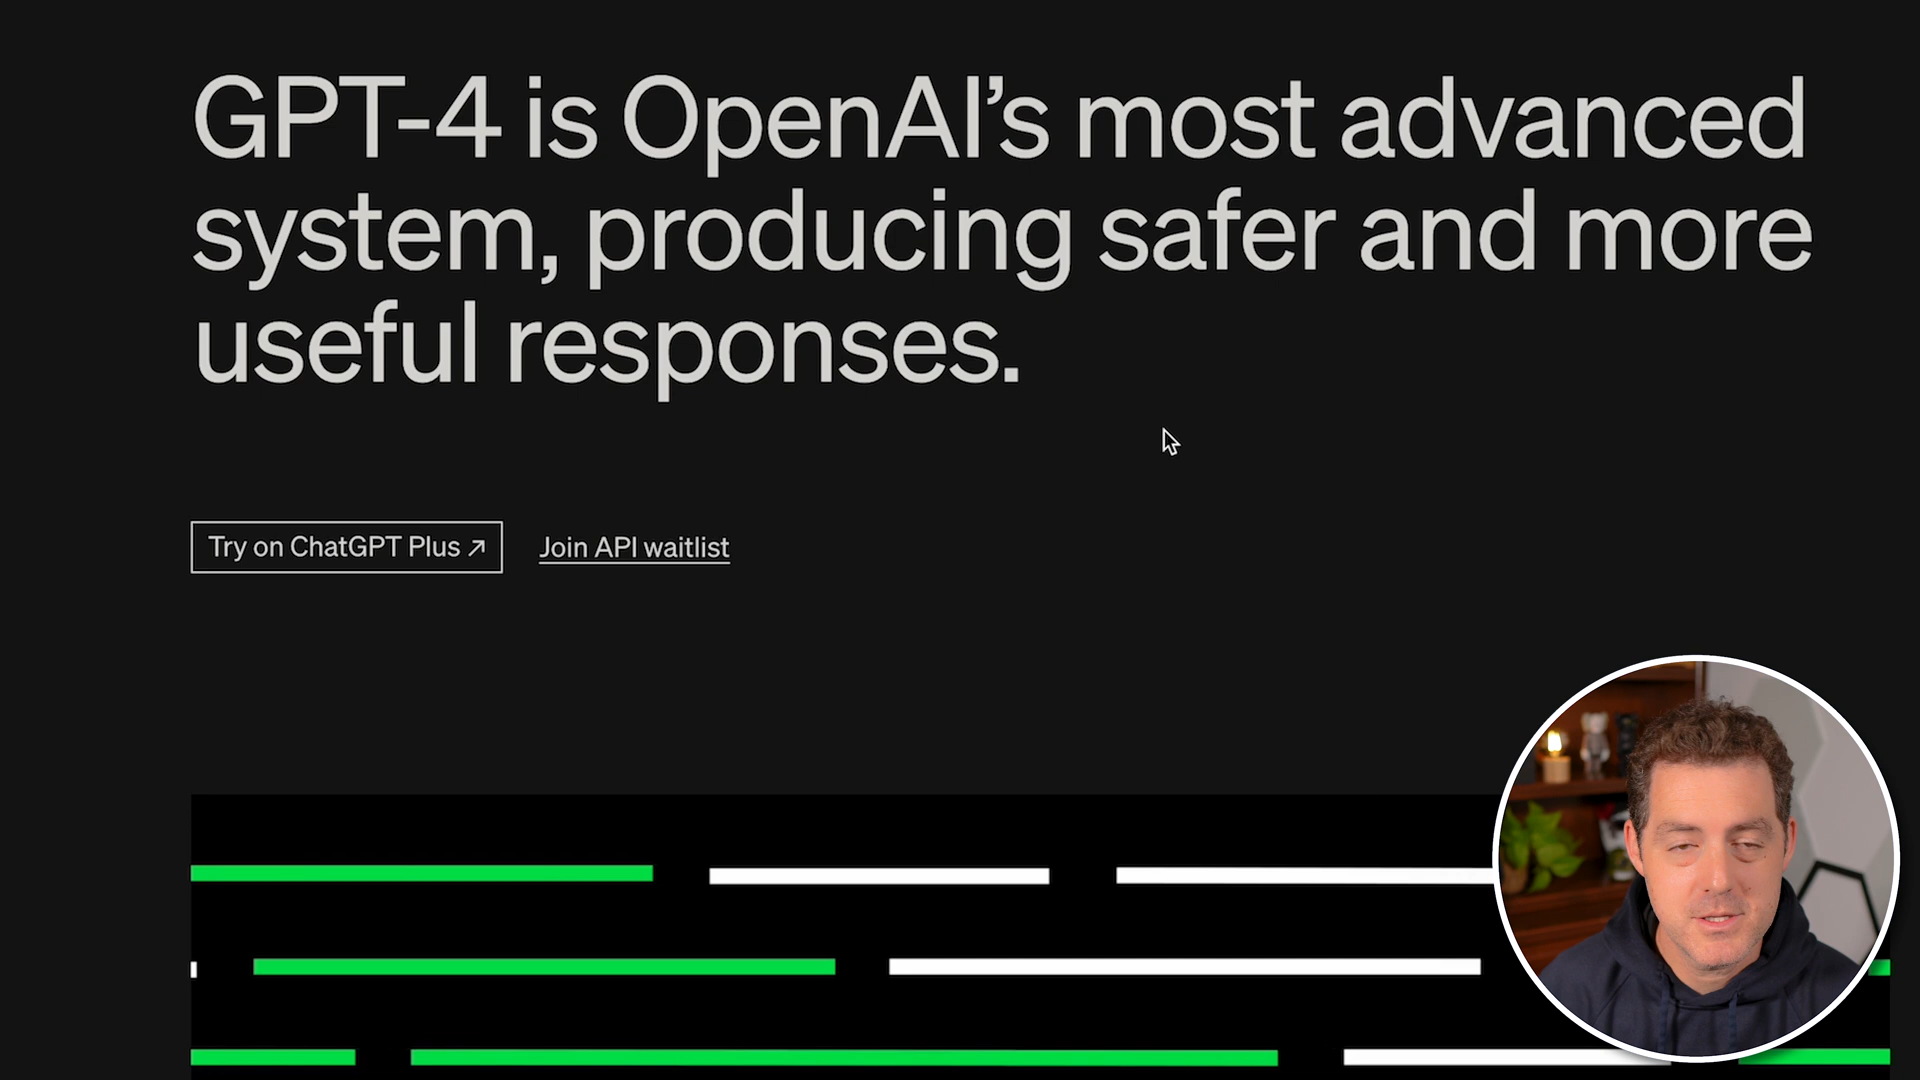 GPT-4 is OpenAI’s most advanced
system, producing safer and more
useful responses.
Try on ChatGPT Plus ↗
Join API waitlist